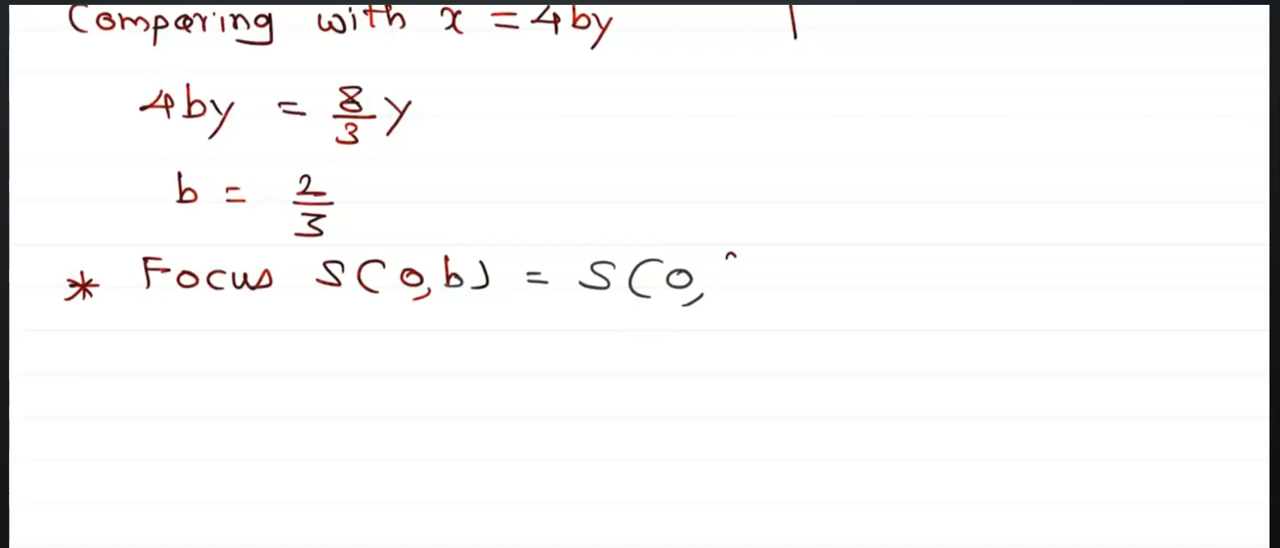 Comparing with x = 4by
4by = 8/3 y
b = 2/3
* Focus S(0,b) = S(0,